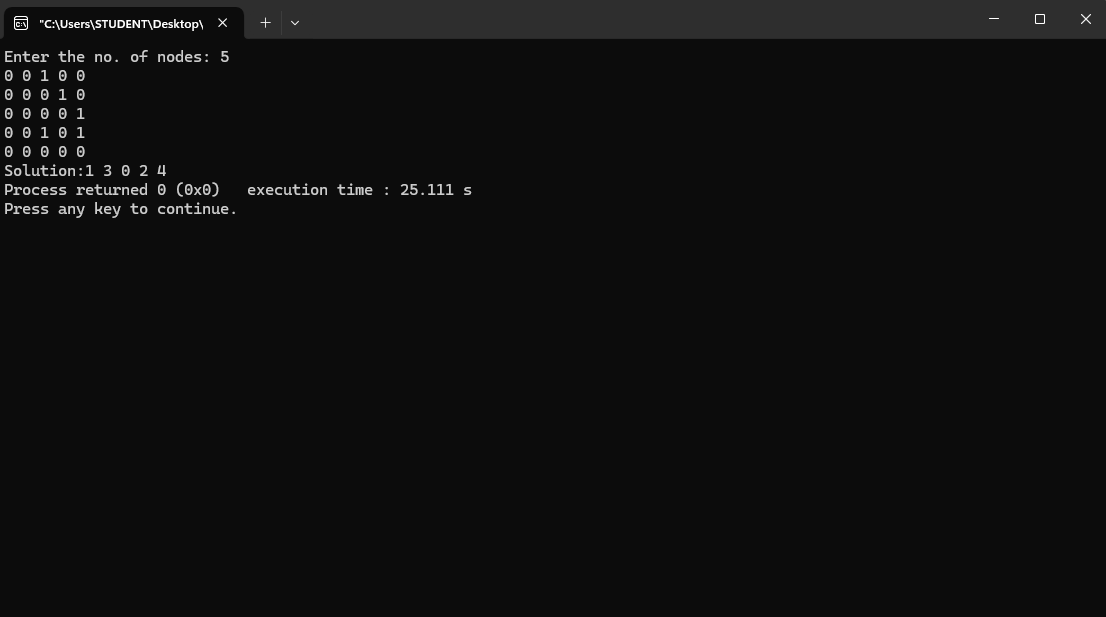 "C:\Users\STUDENT\Desktop\
Enter the no. of nodes: 5
0 0 1 0 0
0 0 0 1 0
0 0 0 0 1
0 0 1 0 1
0 0 0 0 0
Solution:1 3 0 2 4
Process returned 0 (0x0)   execution time : 25.111 s
Press any key to continue.